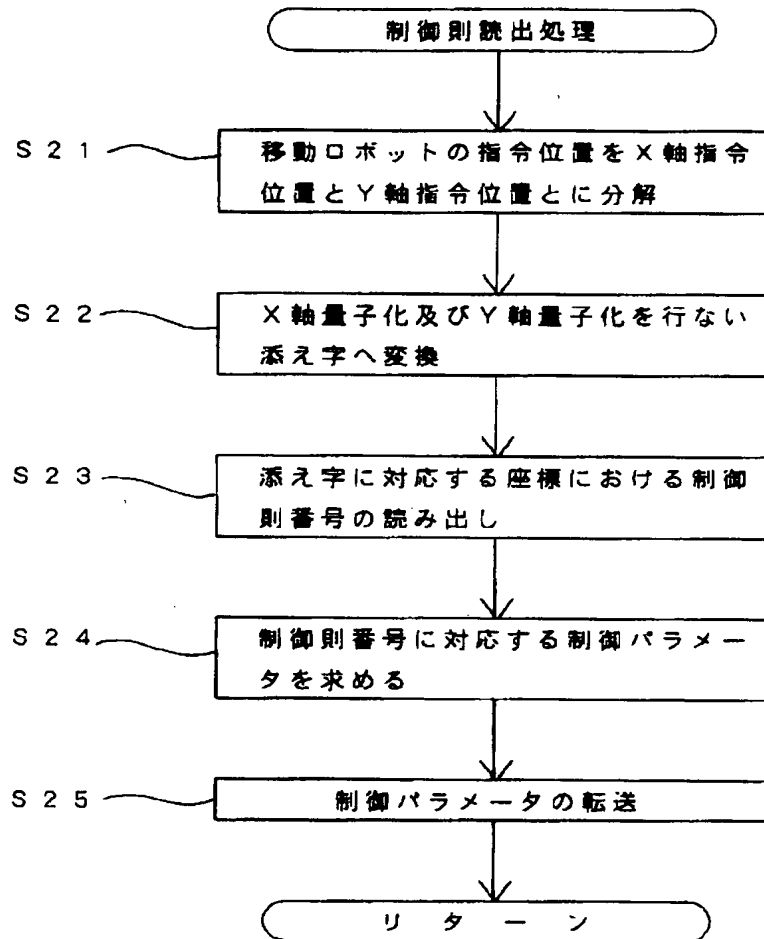 制御則読出処理
S21
移動ロボットの指令位置をX軸指令
位置とY軸指令位置とに分解
S22
X軸量子化及びY軸量子化を行ない
添え字へ変換
S23
添え字に対応する座標における制御
則番号の読み出し
S24
制御則番号に対応する制御パラメー
タを求める
S25
制御パラメータの転送
リターン